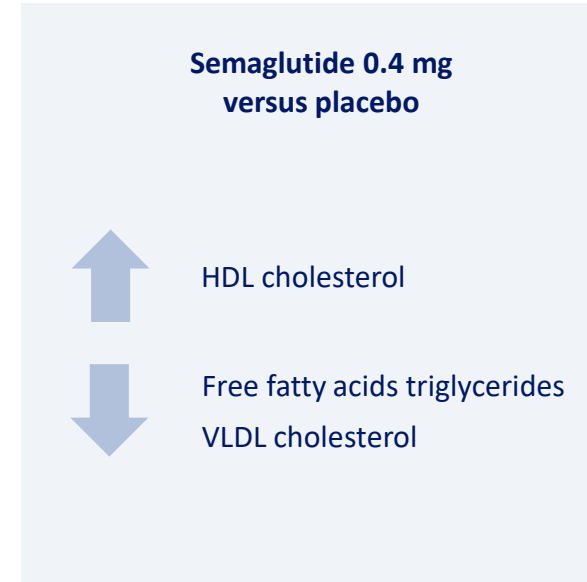 Semaglutide 0.4 mg
versus placebo
HDL cholesterol
Free fatty acids triglycerides
VLDL cholesterol